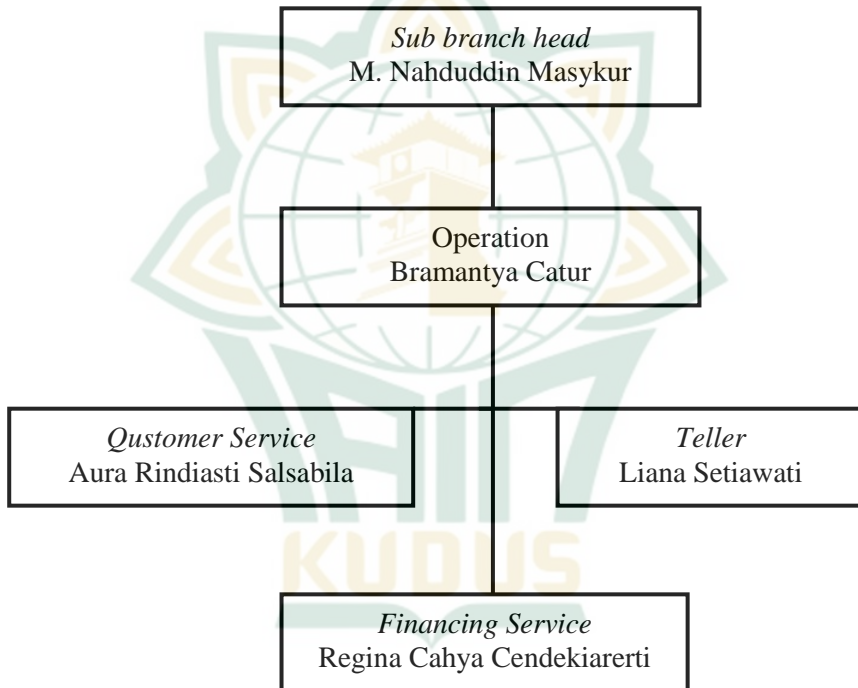 Sub branch head
M. Nahduddin Masykur
Operation
Bramantya Catur
Qustomer Service
Aura Rindiasti Salsabila
Teller
Liana Setiawati
Financing Service
Regina Cahya Cendekiarerti
IAIN
KUDUS